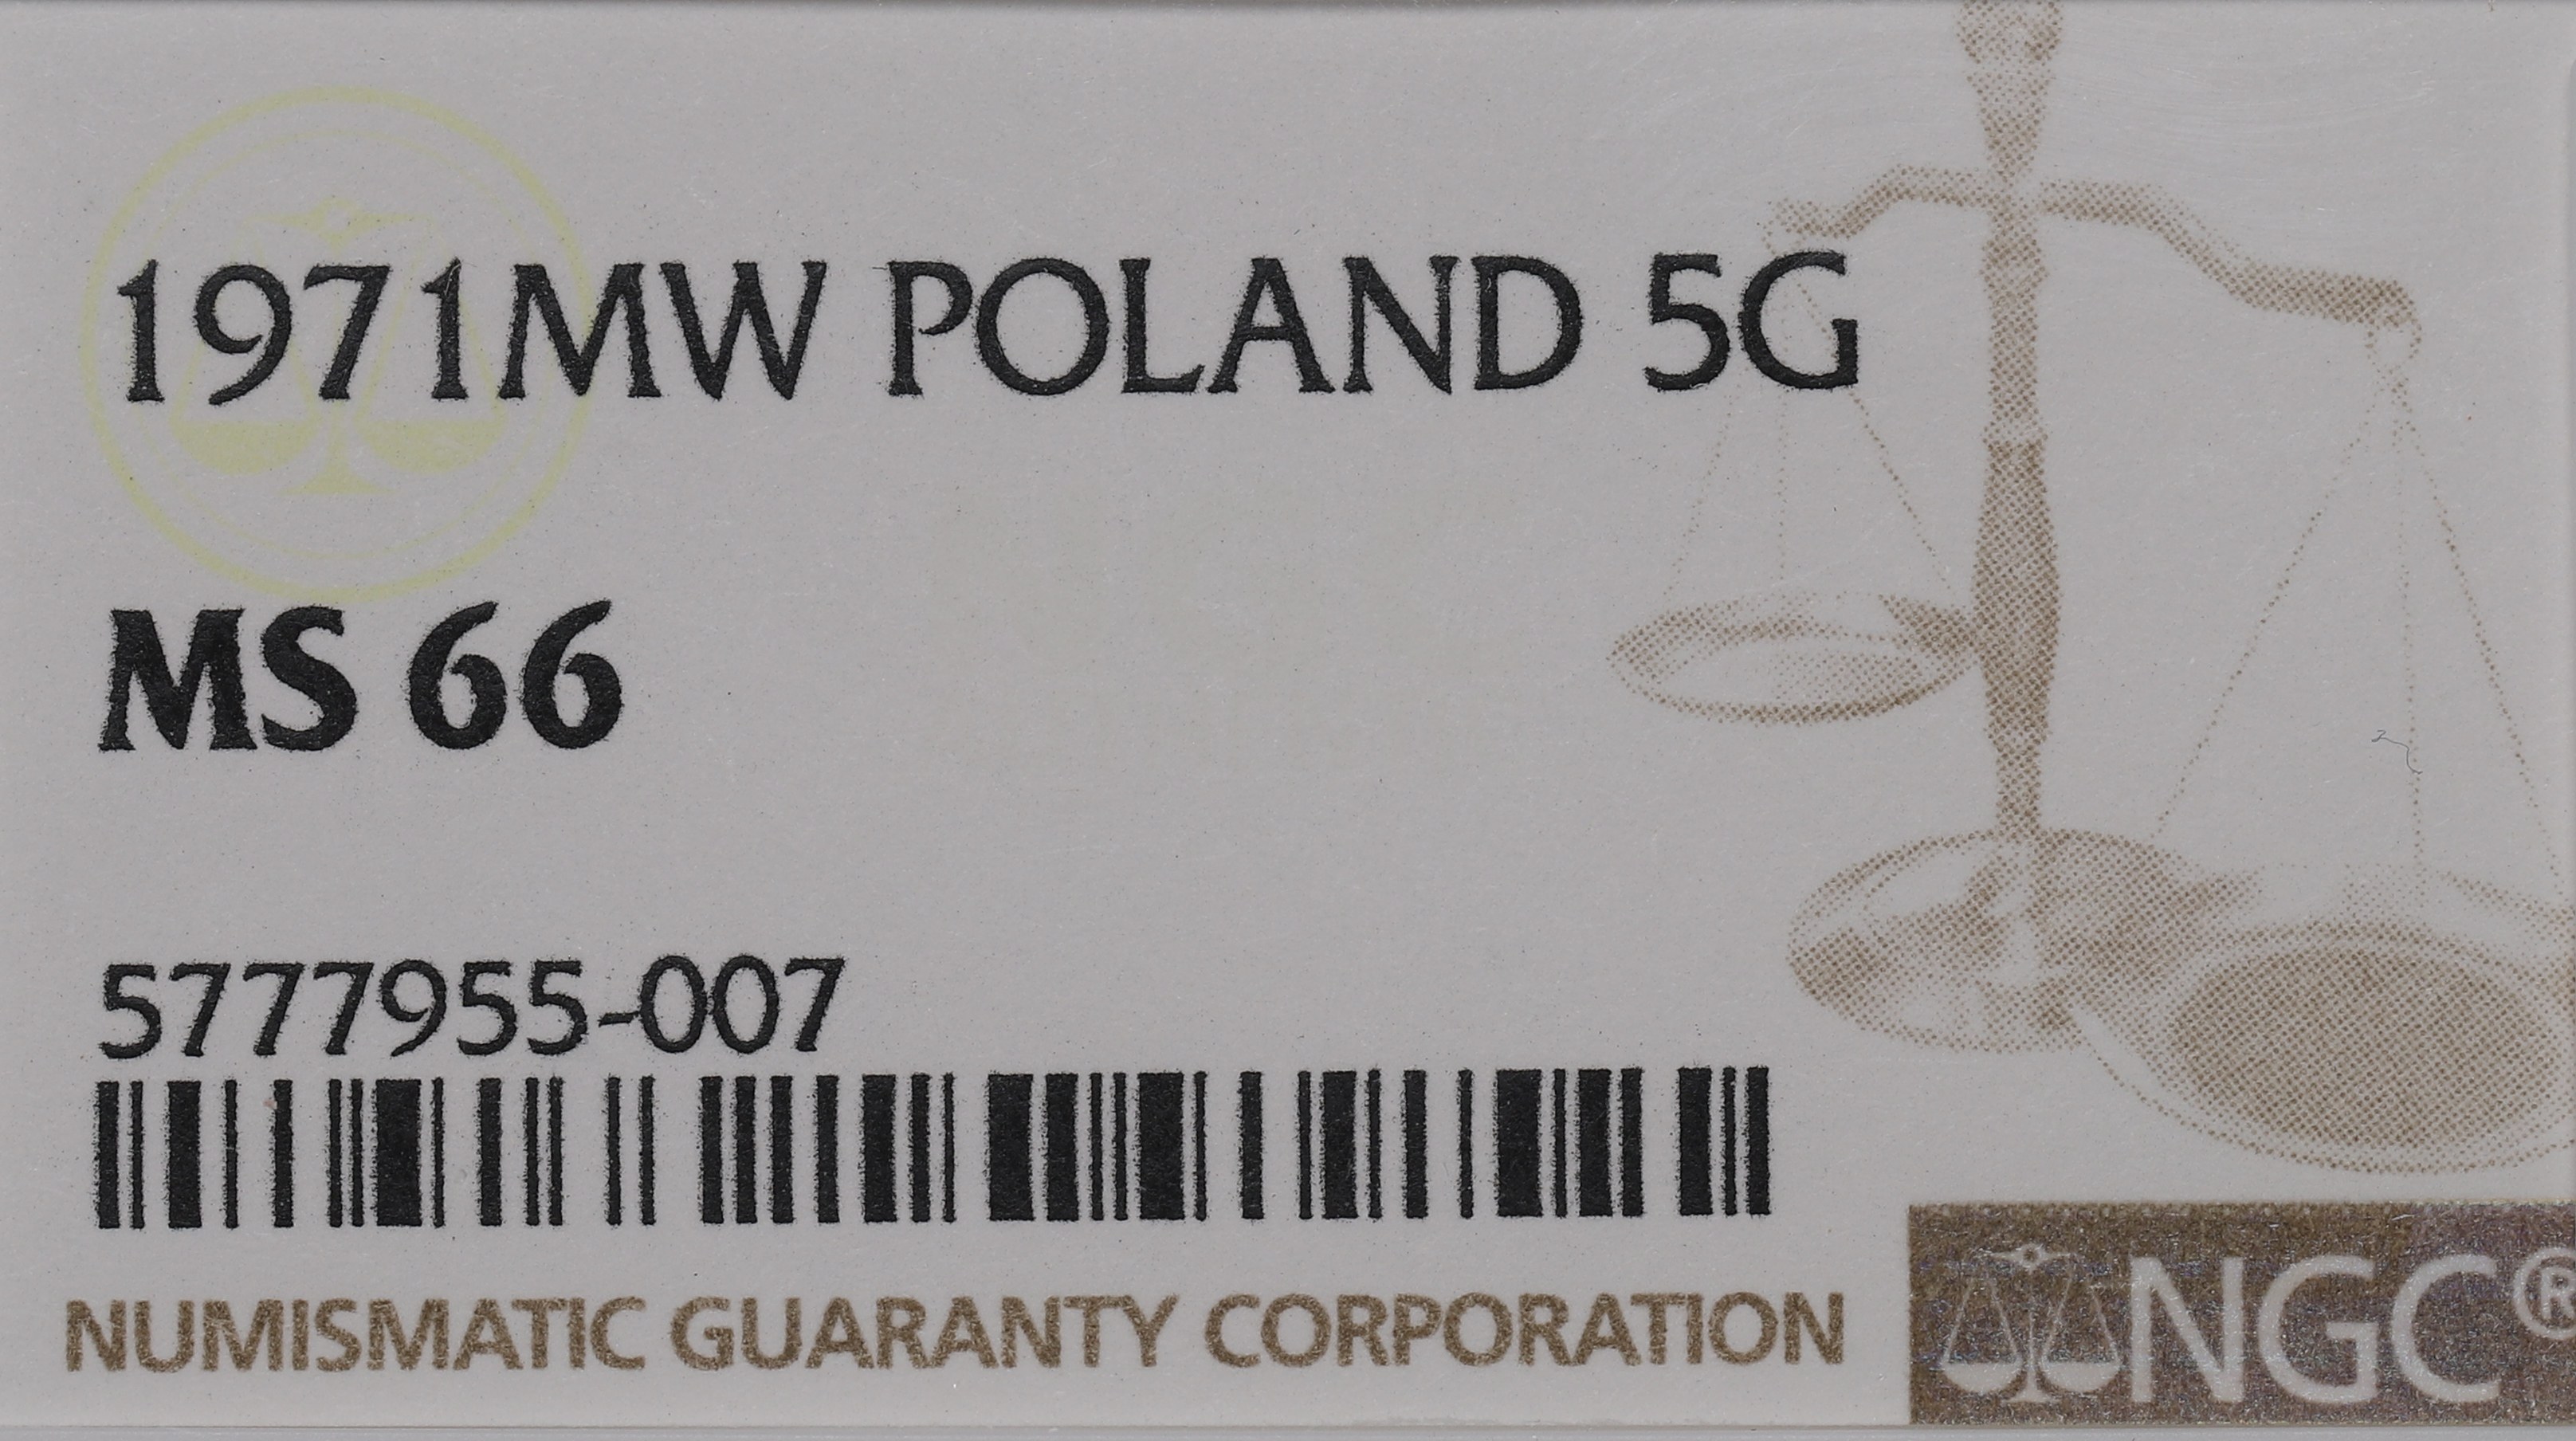 1971MW POLAND 5G
MS 66
5777955-007
NUMISMATIC GUARANTY CORPORATION
NGC®